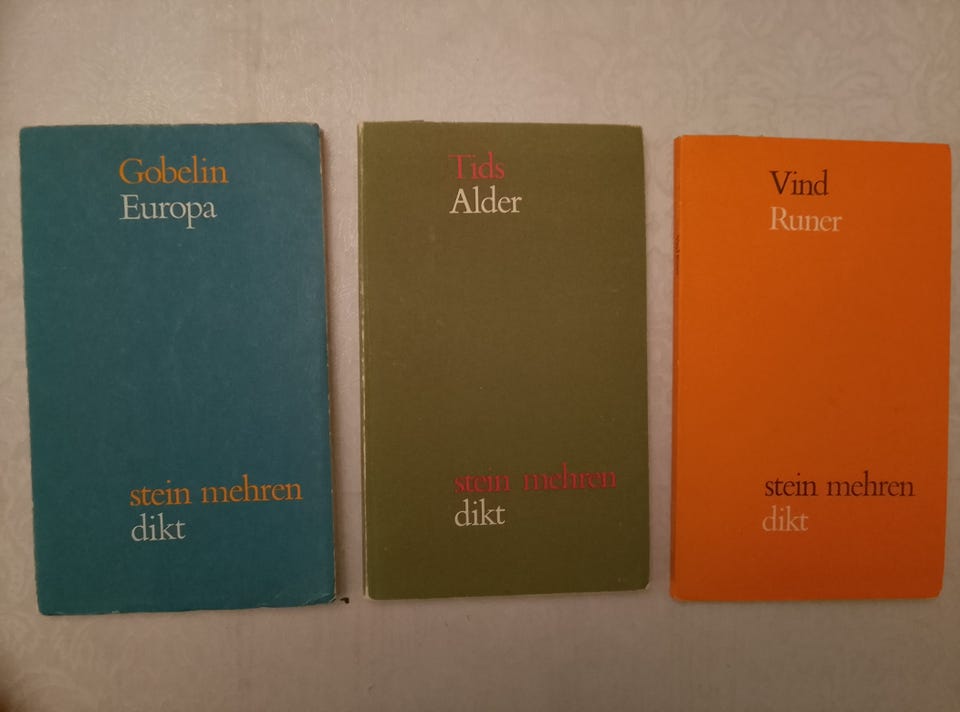 Gobelin
Europa
stein mehren
dikt
Tids
Alder
stein mehren
dikt
Vind
Runer
stein mehren
dikt